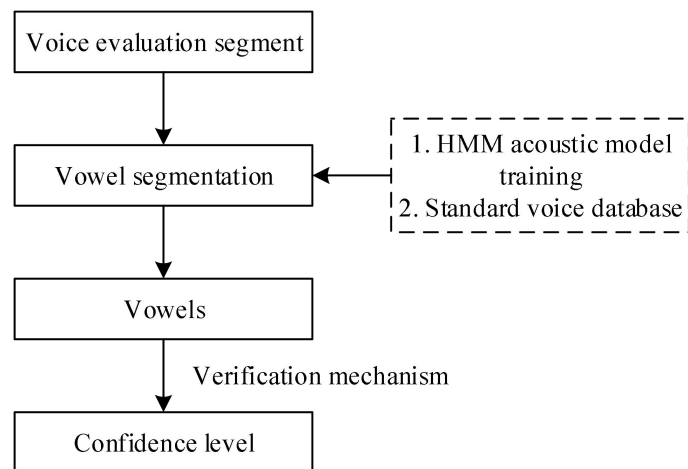 Voice evaluation segment
Vowel segmentation
1. HMM acoustic model
training
2. Standard voice database
Vowels
Verification mechanism
Confidence level